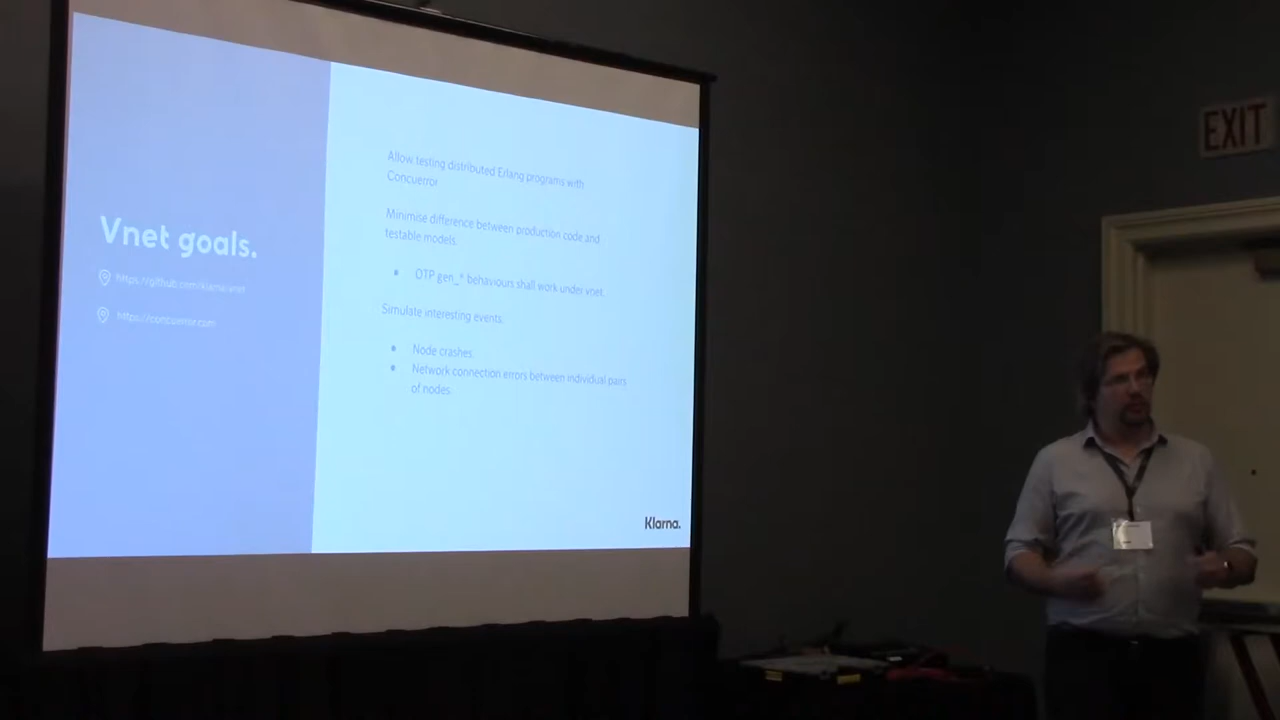 Vnet goals.
https://github.com/klarna/vnet
https://concuerror.com
Allow testing distributed Erlang programs with
Concuerror
Minimise difference between production code and
testable models.
● OTP gen_* behaviours shall work under vnet.
Simulate interesting events:
● Node crashes.
● Network connection errors between individual pairs
of nodes.
Klarna.
EXIT